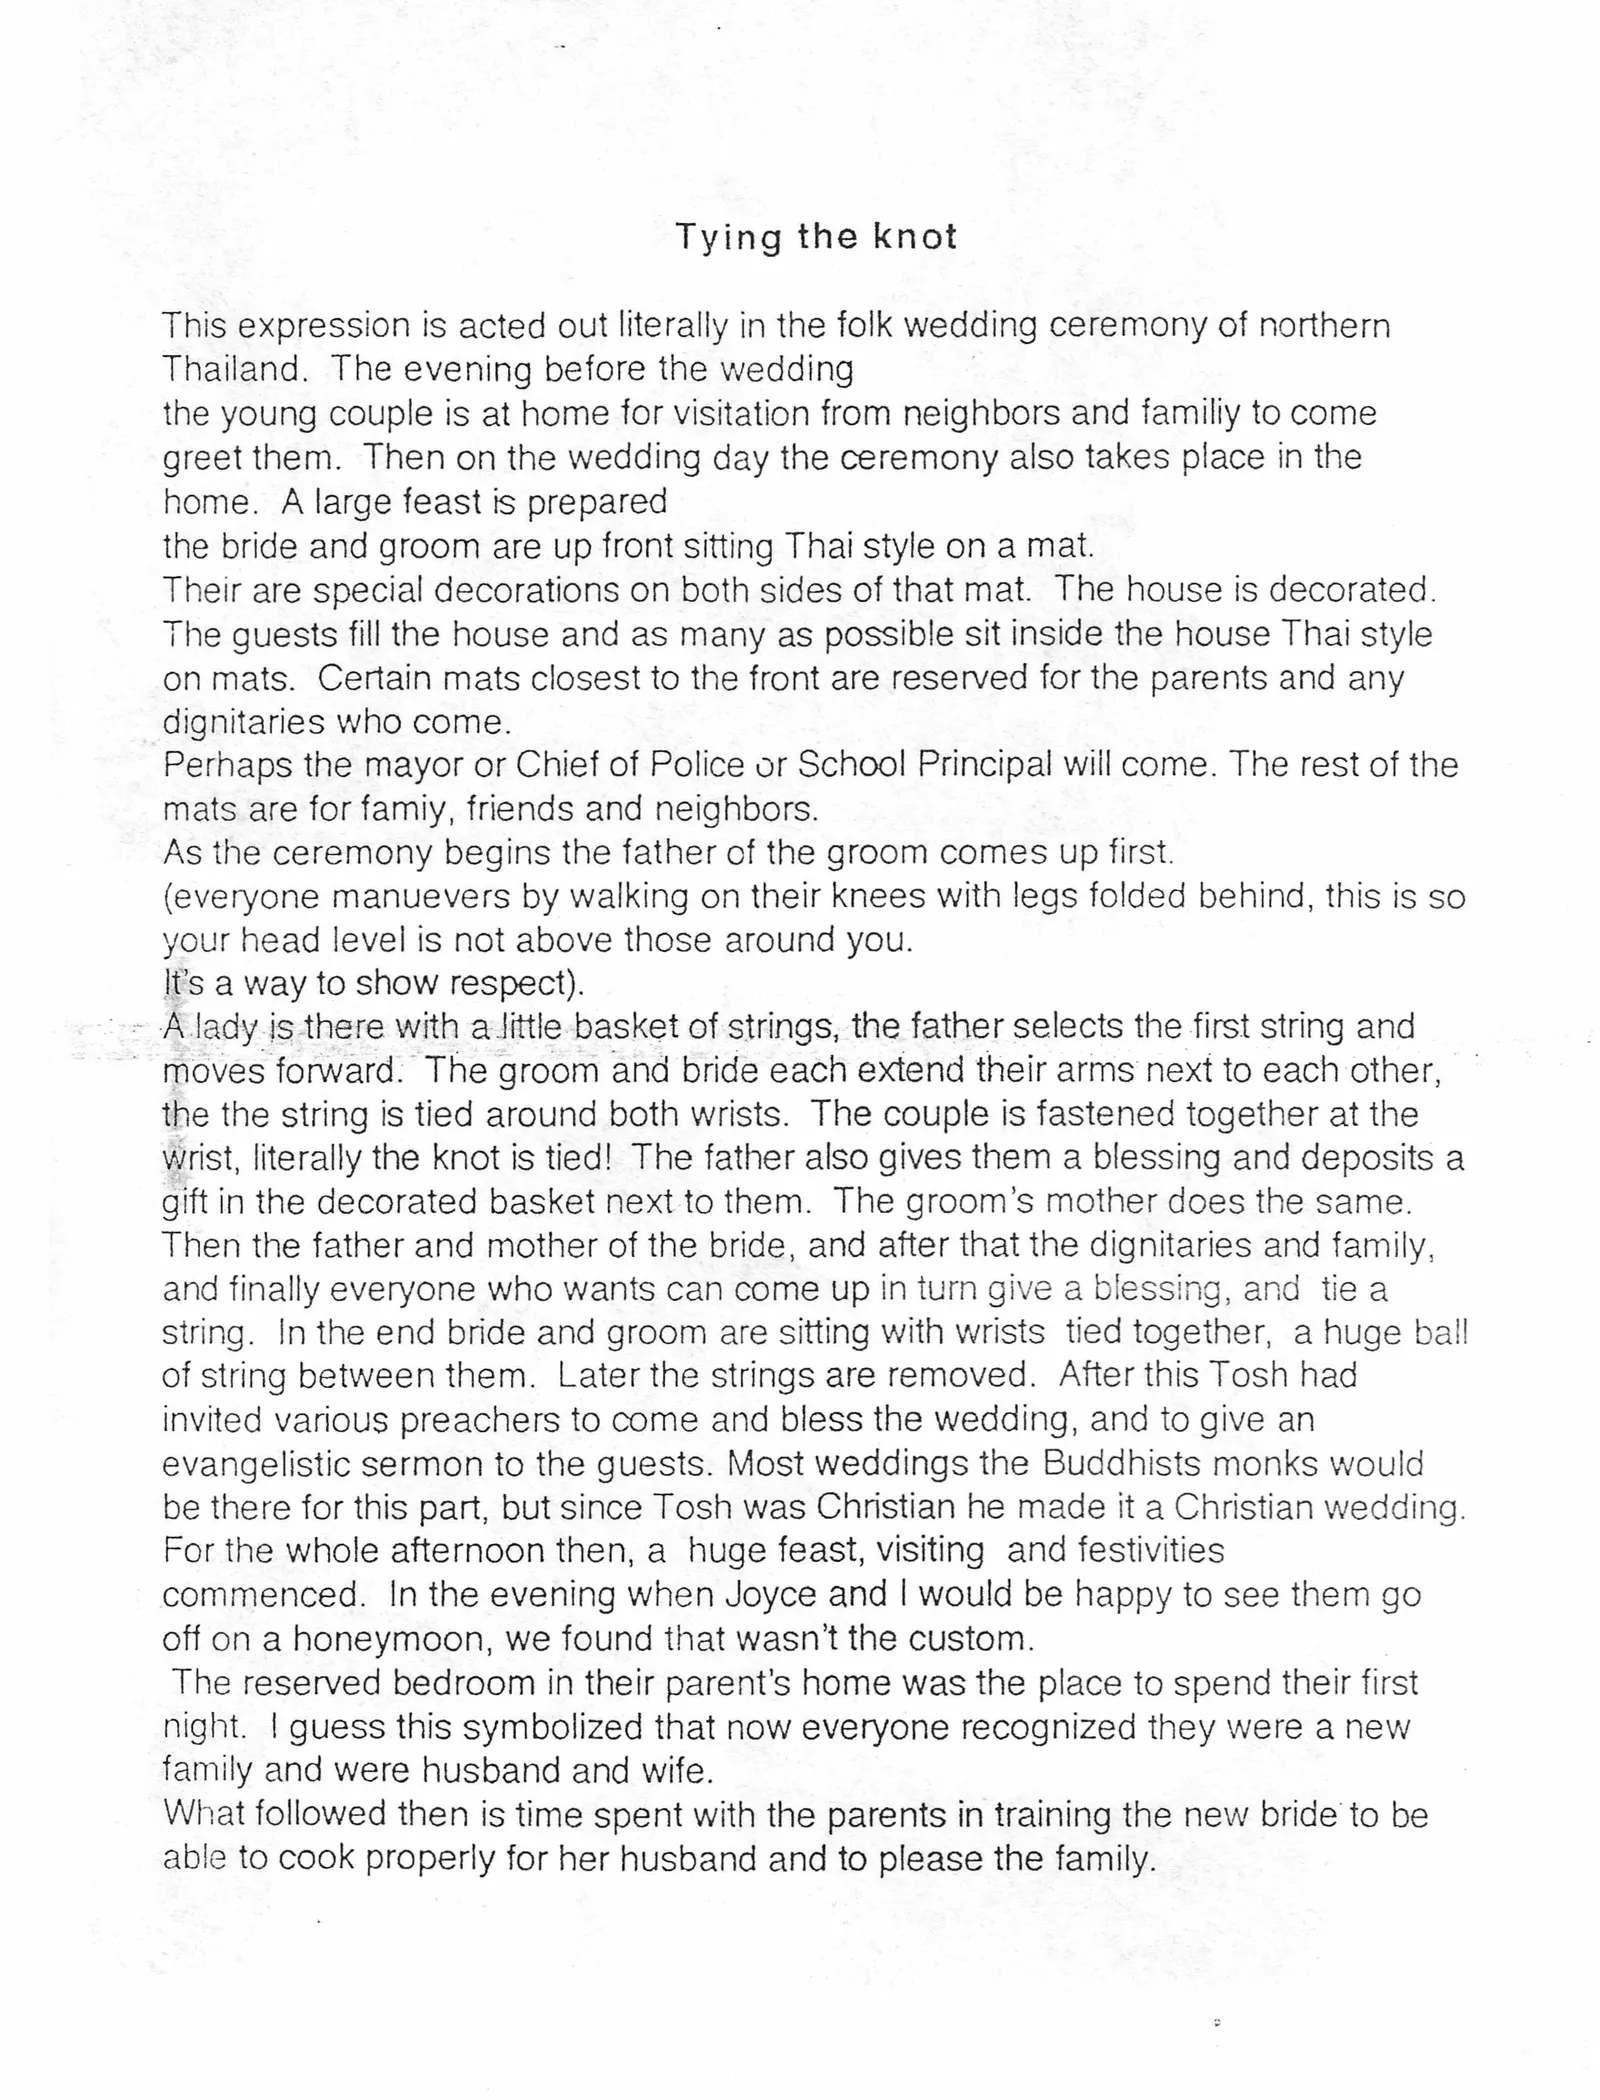 Tying the knot
This expression is acted out literally in the folk wedding ceremony of northern
Thailand.  The evening before the wedding
the young couple is at home for visitation from neighbors and familiy to come
greet them.  Then on the wedding day the ceremony also takes place in the
home.  A large feast is prepared
the bride and groom are up front sitting Thai style on a mat.
Their are special decorations on both sides of that mat.  The house is decorated.
The guests fill the house and as many as possible sit inside the house Thai style
on mats.  Certain mats closest to the front are reserved for the parents and any
dignitaries who come.
Perhaps the mayor or Chief of Police or School Principal will come. The rest of the
mats are for famiy, friends and neighbors.
As the ceremony begins the father of the groom comes up first.
(everyone manuevers by walking on their knees with legs folded behind, this is so
your head level is not above those around you.
It's a way to show respect).
A lady is there with a little basket of strings, the father selects the first string and
moves forward.  The groom and bride each extend their arms next to each other,
the the string is tied around both wrists.  The couple is fastened together at the
wrist, literally the knot is tied!  The father also gives them a blessing and deposits a
gift in the decorated basket next to them.  The groom's mother does the same.
Then the father and mother of the bride, and after that the dignitaries and family,
and finally everyone who wants can come up in turn give a blessing, and  tie a
string.  In the end bride and groom are sitting with wrists  tied together,  a huge ball
of string between them.  Later the strings are removed.  After this Tosh had
invited various preachers to come and bless the wedding, and to give an
evangelistic sermon to the guests. Most weddings the Buddhists monks would
be there for this part, but since Tosh was Christian he made it a Christian wedding.
For the whole afternoon then, a  huge feast, visiting  and festivities
commenced.  In the evening when Joyce and I would be happy to see them go
off on a honeymoon, we found that wasn't the custom.
The reserved bedroom in their parent's home was the place to spend their first
night.  I guess this symbolized that now everyone recognized they were a new
family and were husband and wife.
What followed then is time spent with the parents in training the new bride to be
able to cook properly for her husband and to please the family.